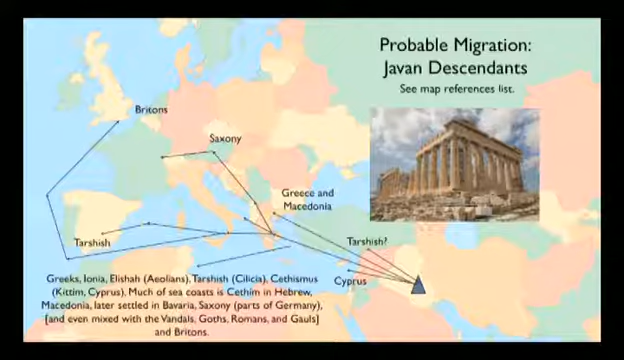 Probable Migration:
Javan Descendants
See map references list.
Britons
Saxony
Greece and
Macedonia
Tarshish
Tarshish?
Cyprus
Greeks, Ionia, Elishah (Aeolians), Tarshish (Cilicia), Cethismus
(Kittim, Cyprus), Much of sea coasts is Cethim in Hebrew,
Macedonia, later settled in Bavaria, Saxony (parts of Germany),
[and even mixed with the Vandals, Goths, Romans, and Gauls]
and Britons.